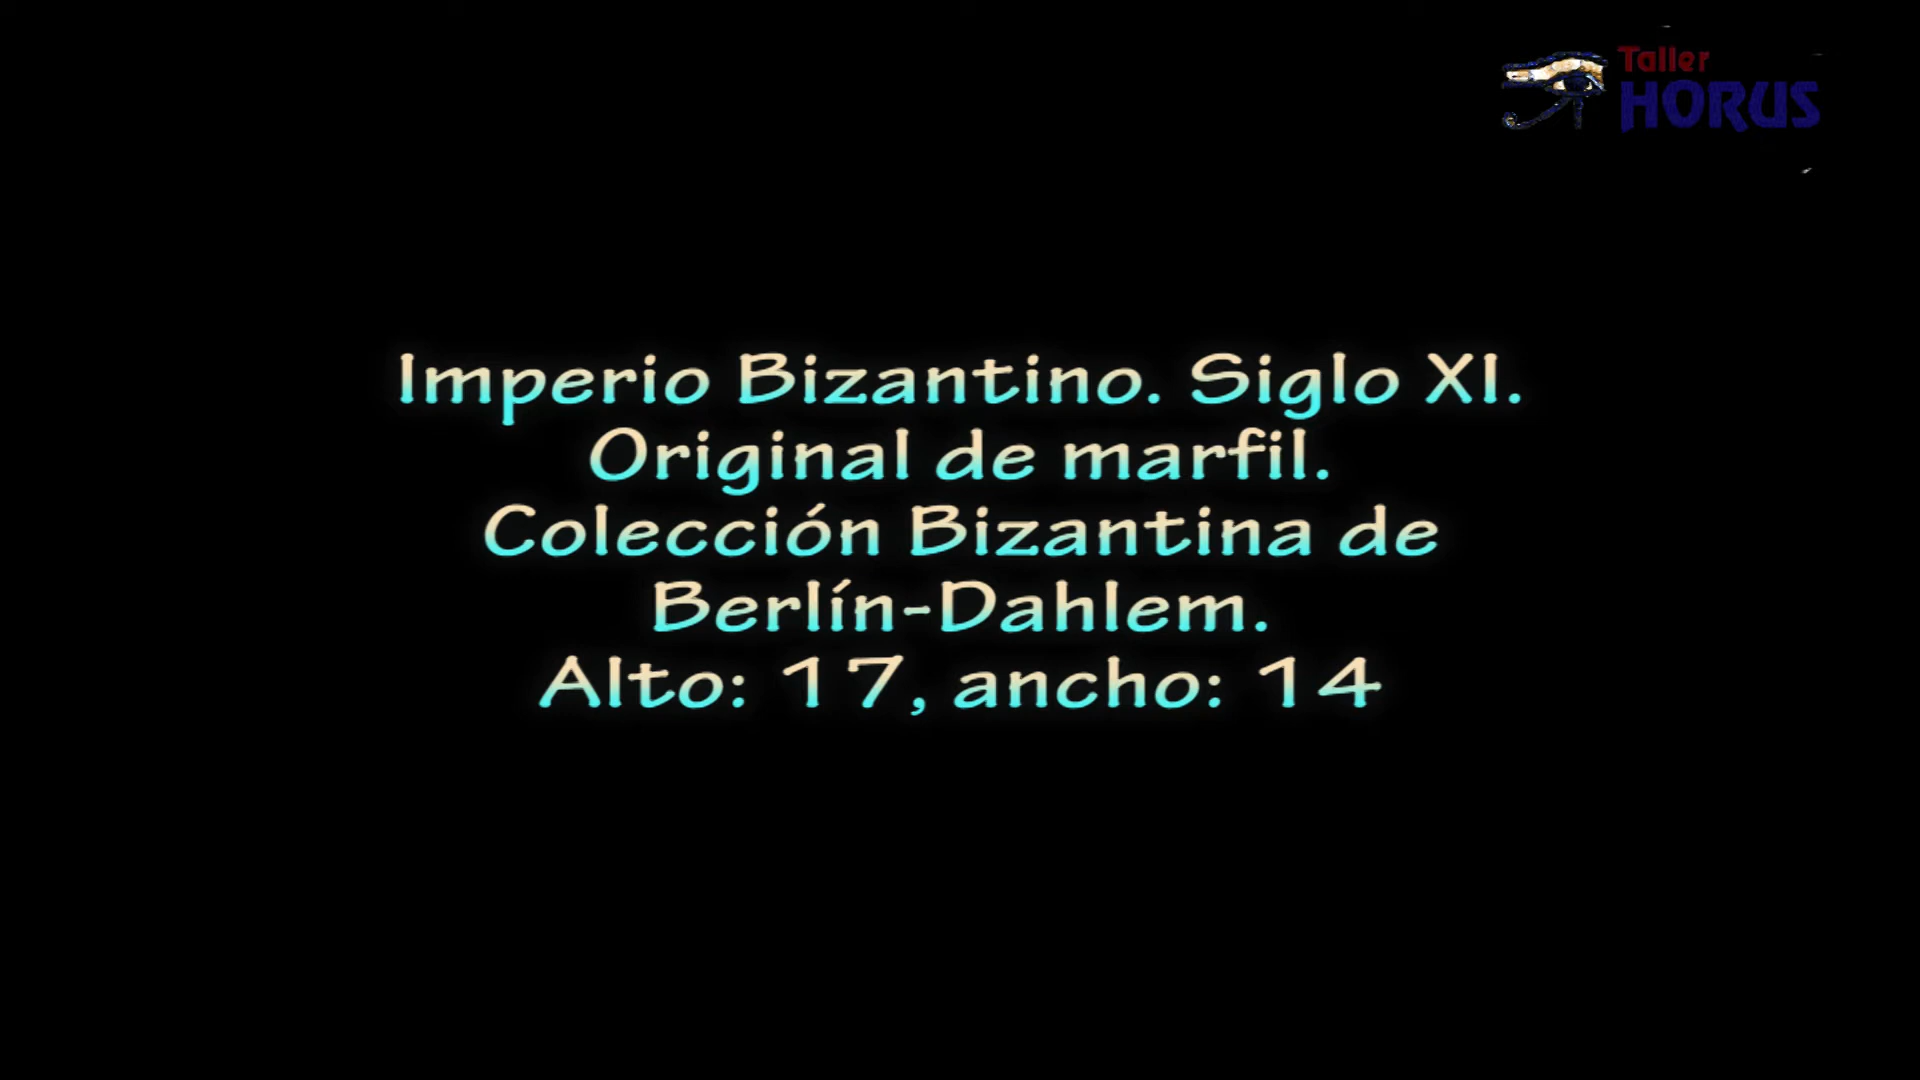 Taller
HORUS
Imperio Bizantino. Siglo XI.
Original de marfil.
Colección Bizantina de
Berlín-Dahlem.
Alto: 17, ancho: 14